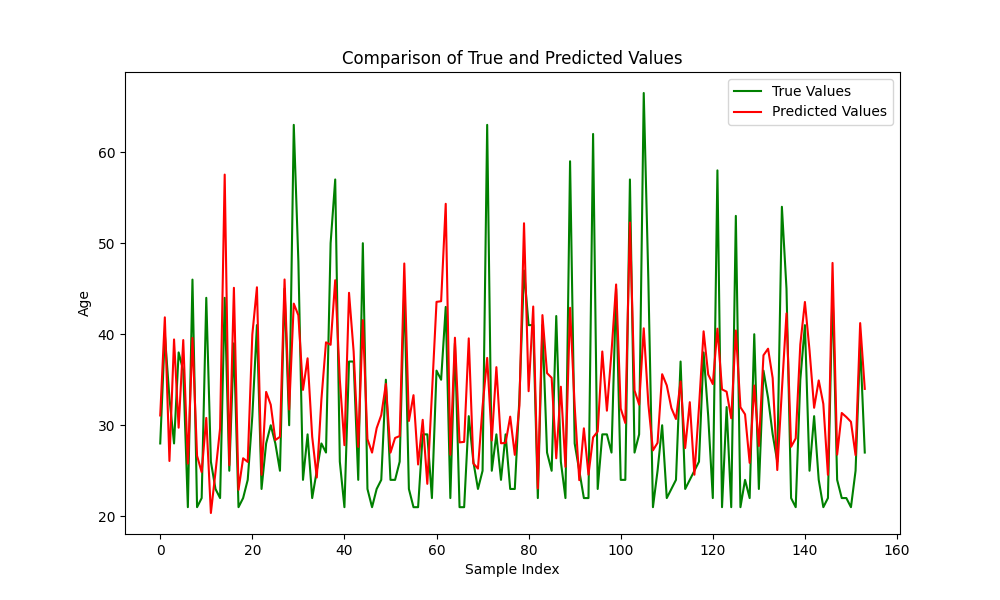 Comparison of True and Predicted Values
True Values
Predicted Values
Age
60
50
40
30
20
0 20 40 60 80 100 120 140 160
Sample Index